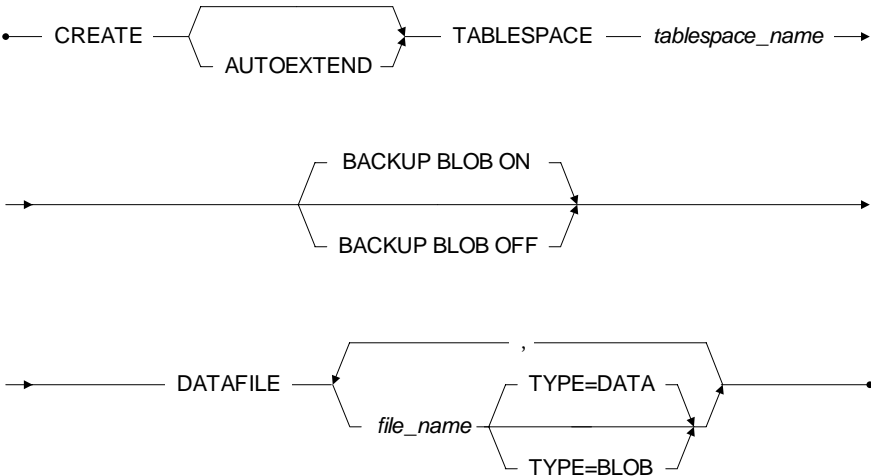 CREATE TABLESPACE tablespace_name
AUTOEXTEND
BACKUP BLOB ON
BACKUP BLOB OFF
,
DATAFILE TYPE=DATA
file_name
TYPE=BLOB